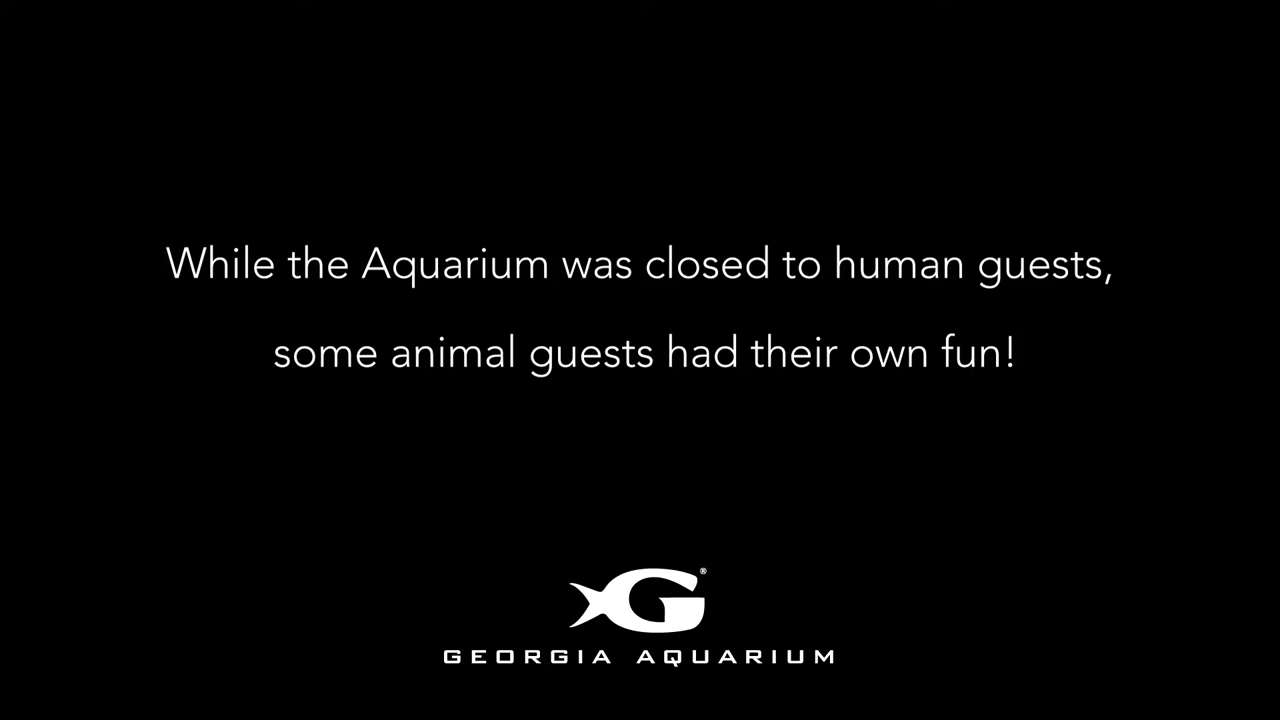 While the Aquarium was closed to human guests,
some animal guests had their own fun!
G®
GEORGIA AQUARIUM